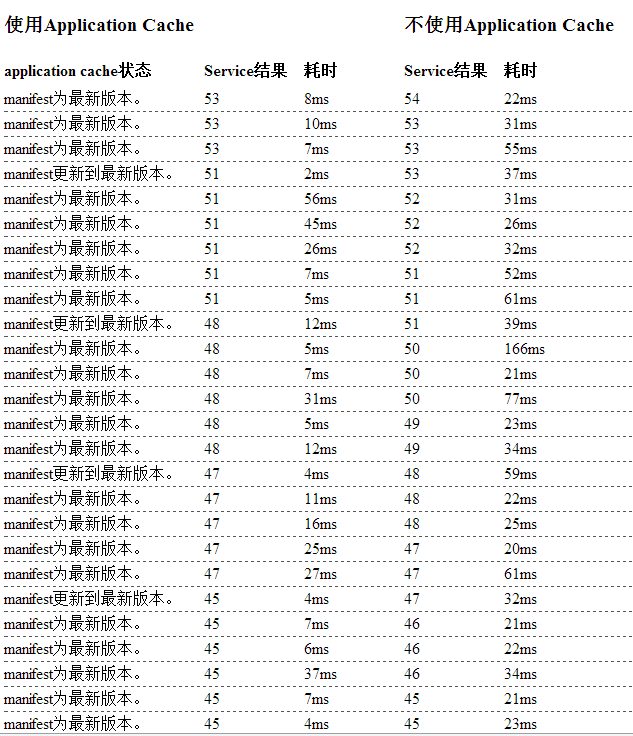 使用Application Cache 不使用Application Cache
application cache状态 Service结果 耗时 Service结果 耗时
manifest为最新版本。 53 8ms 54 22ms
manifest为最新版本。 53 10ms 53 31ms
manifest为最新版本。 53 7ms 53 55ms
manifest更新到最新版本。 51 2ms 53 37ms
manifest为最新版本。 51 56ms 52 31ms
manifest为最新版本。 51 45ms 52 26ms
manifest为最新版本。 51 26ms 52 32ms
manifest为最新版本。 51 7ms 51 52ms
manifest为最新版本。 51 5ms 51 61ms
manifest更新到最新版本。 48 12ms 51 39ms
manifest为最新版本。 48 5ms 50 166ms
manifest为最新版本。 48 7ms 50 21ms
manifest为最新版本。 48 31ms 50 77ms
manifest为最新版本。 48 5ms 49 23ms
manifest为最新版本。 48 12ms 49 34ms
manifest更新到最新版本。 47 4ms 48 59ms
manifest为最新版本。 47 11ms 48 22ms
manifest为最新版本。 47 16ms 48 25ms
manifest为最新版本。 47 25ms 47 20ms
manifest为最新版本。 47 27ms 47 61ms
manifest更新到最新版本。 45 4ms 47 32ms
manifest为最新版本。 45 7ms 46 21ms
manifest为最新版本。 45 6ms 46 22ms
manifest为最新版本。 45 37ms 46 34ms
manifest为最新版本。 45 7ms 45 21ms
manifest为最新版本。 45 4ms 45 23ms